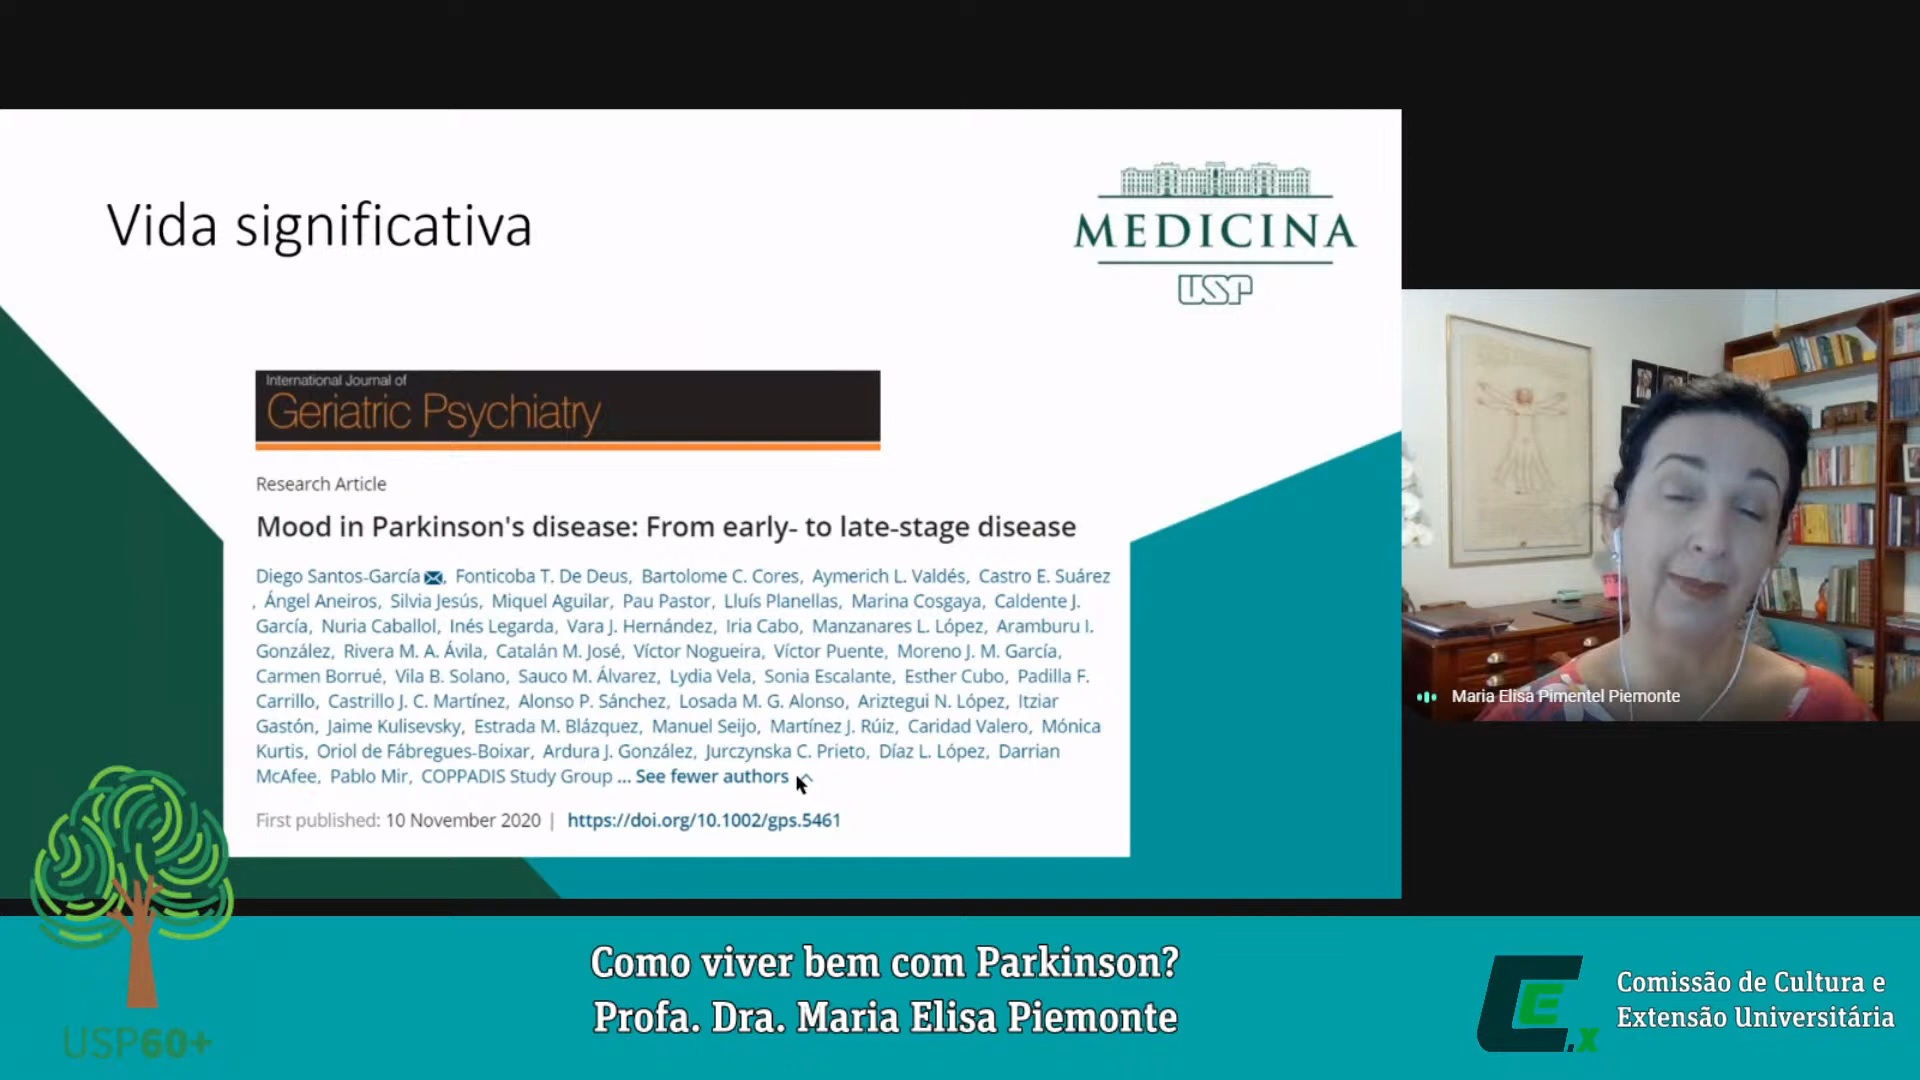 Vida significativa
MEDICINA
USP
International Journal of
Geriatric Psychiatry
Research Article
Mood in Parkinson's disease: From early- to late-stage disease
Diego Santos-García, Fonticoba T. De Deus, Bartolome C. Cores, Aymerich L. Valdés, Castro E. Suárez
, Ángel Aneiros, Silvia Jesús, Miquel Aguilar, Pau Pastor, Lluís Planellas, Marina Cosgaya, Caldente J.
García, Nuria Caballol, Inés Legarda, Vara J. Hernández, Iria Cabo, Manzanares L. López, Aramburu I.
González, Rivera M. A. Ávila, Catalán M. José, Víctor Nogueira, Víctor Puente, Moreno J. M. García,
Carmen Borrué, Vila B. Solano, Sauco M. Álvarez, Lydia Vela, Sonia Escalante, Esther Cubo, Padilla F.
Carrillo, Castrillo J. C. Martínez, Alonso P. Sánchez, Losada M. G. Alonso, Ariztegui N. López, Itziar
Gastón, Jaime Kulisevsky, Estrada M. Blázquez, Manuel Seijo, Martínez J. Rúiz, Caridad Valero, Mónica
Kurtis, Oriol de Fábregues-Boixar, Ardura J. González, Jurczynska C. Prieto, Díaz L. López, Darrian
McAfee, Pablo Mir, COPPADIS Study Group ... See fewer authors
First published: 10 November 2020 | https://doi.org/10.1002/gps.5461
Maria Elisa Pimentel Piemonte
USP60+
Como viver bem com Parkinson?
Profa. Dra. Maria Elisa Piemonte
CEx
Comissão de Cultura e
Extensão Universitária